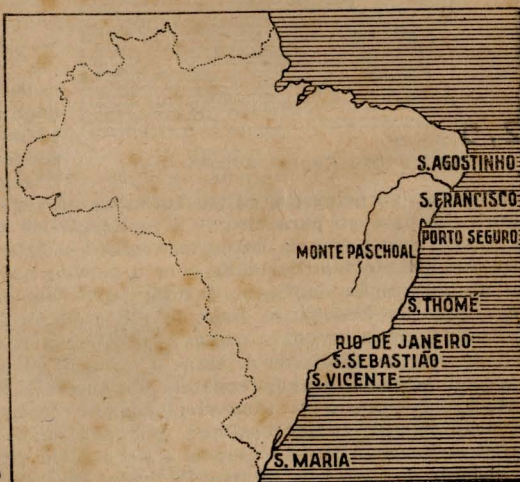 S. AGOSTINHO
S. FRANCISCO
PORTO SEGURO
MONTE PASCHOAL
S. THOMÉ
RIO DE JANEIRO
S. SEBASTIÃO
S. VICENTE
S. MARIA